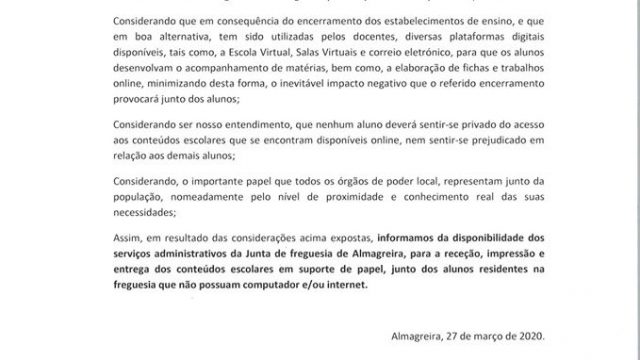 Considerando que em consequência do encerramento dos estabelecimentos de ensino, e que
em boa alternativa, tem sido utilizadas pelos docentes, diversas plataformas digitais
disponíveis, tais como, a Escola Virtual, Salas Virtuais e correio eletrónico, para que os alunos
desenvolvam o acompanhamento de matérias, bem como, a elaboração de fichas e trabalhos
online, minimizando desta forma, o inevitável impacto negativo que o referido encerramento
provocará junto dos alunos;
Considerando ser nosso entendimento, que nenhum aluno deverá sentir-se privado do acesso
aos conteúdos escolares que se encontram disponíveis online, nem sentir-se prejudicado em
relação aos demais alunos;
Considerando, o importante papel que todos os órgãos de poder local, representam junto da
população, nomeadamente pelo nível de proximidade e conhecimento real das suas
necessidades;
Assim, em resultado das considerações acima expostas, informamos da disponibilidade dos
serviços administrativos da Junta de freguesia de Almagreira, para a receção, impressão e
entrega dos conteúdos escolares em suporte de papel, junto dos alunos residentes na
freguesia que não possuam computador e/ou internet.
Almagreira, 27 de março de 2020.